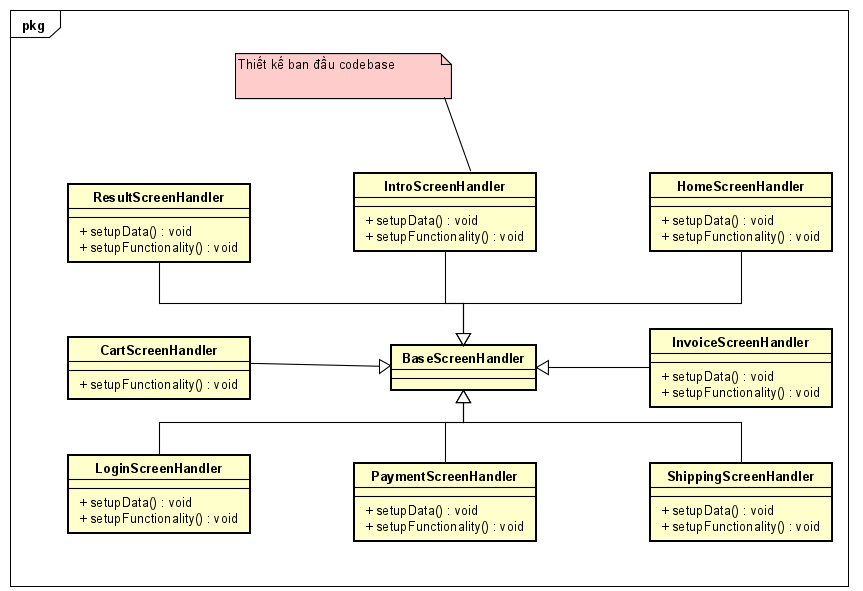 pkg
Thiết kế ban đầu codebase
ResultScreenHandler
+ setupData() : void
+ setupFunctionality() : void
IntroScreenHandler
+ setupData() : void
+ setupFunctionality() : void
HomeScreenHandler
+ setupData() : void
+ setupFunctionality() : void
CartScreenHandler
+ setupFunctionality() : void
BaseScreenHandler
InvoiceScreenHandler
+ setupData() : void
+ setupFunctionality() : void
LoginScreenHandler
+ setupData() : void
+ setupFunctionality() : void
PaymentScreenHandler
+ setupData() : void
+ setupFunctionality() : void
ShippingScreenHandler
+ setupData() : void
+ setupFunctionality() : void